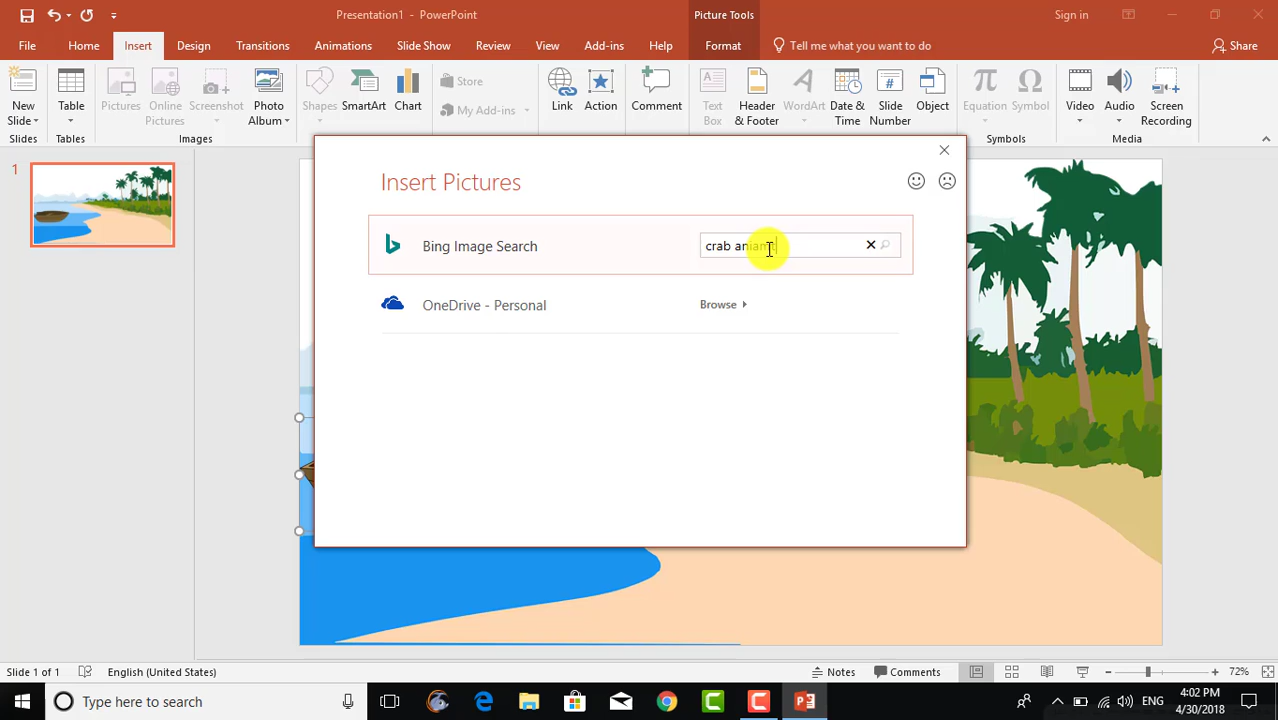 Presentation1 - PowerPoint
Picture Tools
Sign in
File
Home
Insert
Design
Transitions
Animations
Slide Show
Review
View
Add-ins
Help
Format
Tell me what you want to do
Share
New
Slide
Table
Pictures
Online
Pictures
Screenshot
Photo
Album
Shapes
SmartArt
Chart
Store
My Add-ins
Link
Action
Comment
Text
Box
Header
& Footer
WordArt
Date &
Time
Slide
Number
Object
Equation
Symbol
Video
Audio
Screen
Recording
Slides
Tables
Images
Symbols
Media
1
Insert Pictures
Bing Image Search
crab aniamt
OneDrive - Personal
Browse
Slide 1 of 1
English (United States)
Notes
Comments
72%
Type here to search
ENG
4:02 PM
4/30/2018